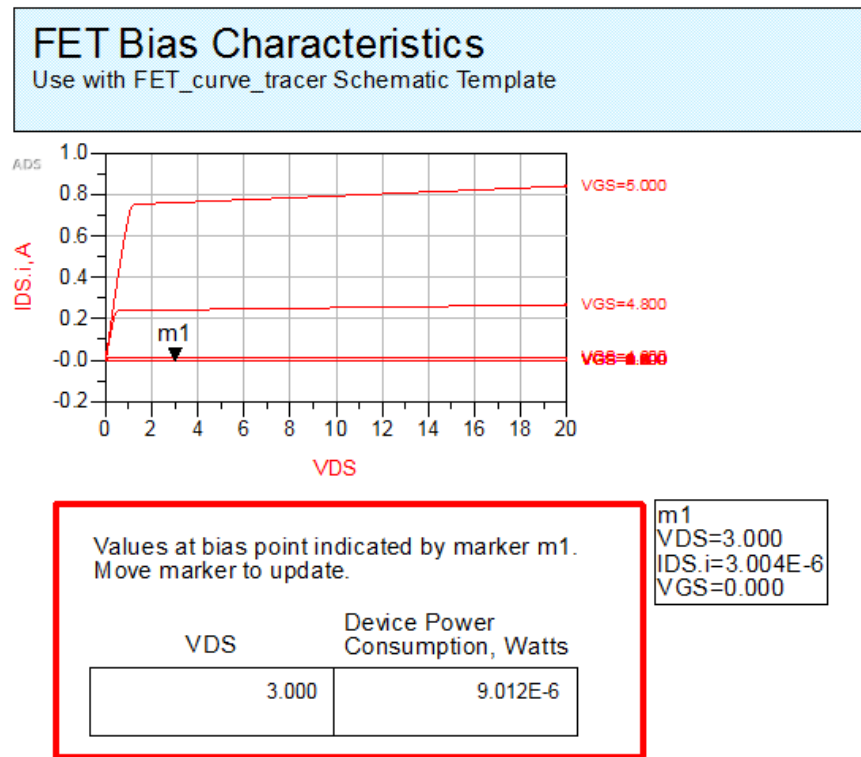 FET Bias Characteristics
Use with FET_curve_tracer Schematic Template
ADS
1.0
0.8
0.6
0.4
0.2
-0.0
-0.2
IDS.i, A
m1
VGS=5.000
VGS=4.800
0 2 4 6 8 10 12 14 16 18 20
VDS
Values at bias point indicated by marker m1.
Move marker to update.
VDS
Device Power
Consumption, Watts
3.000 9.012E-6
m1
VDS=3.000
IDS.i=3.004E-6
VGS=0.000